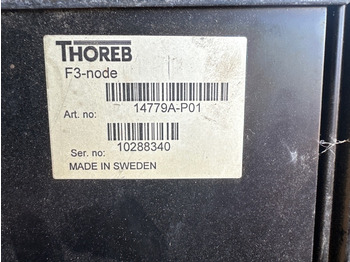 THOREB
F3-node
Art. no: 14779A-P01
Ser. no: 10288340
MADE IN SWEDEN